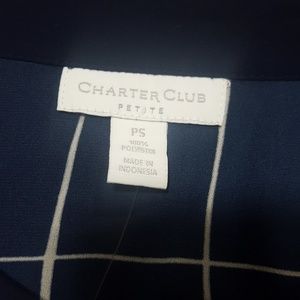 CHARTER CLUB
PETITE
PS
100%
POLYESTER
MADE IN
INDONESIA